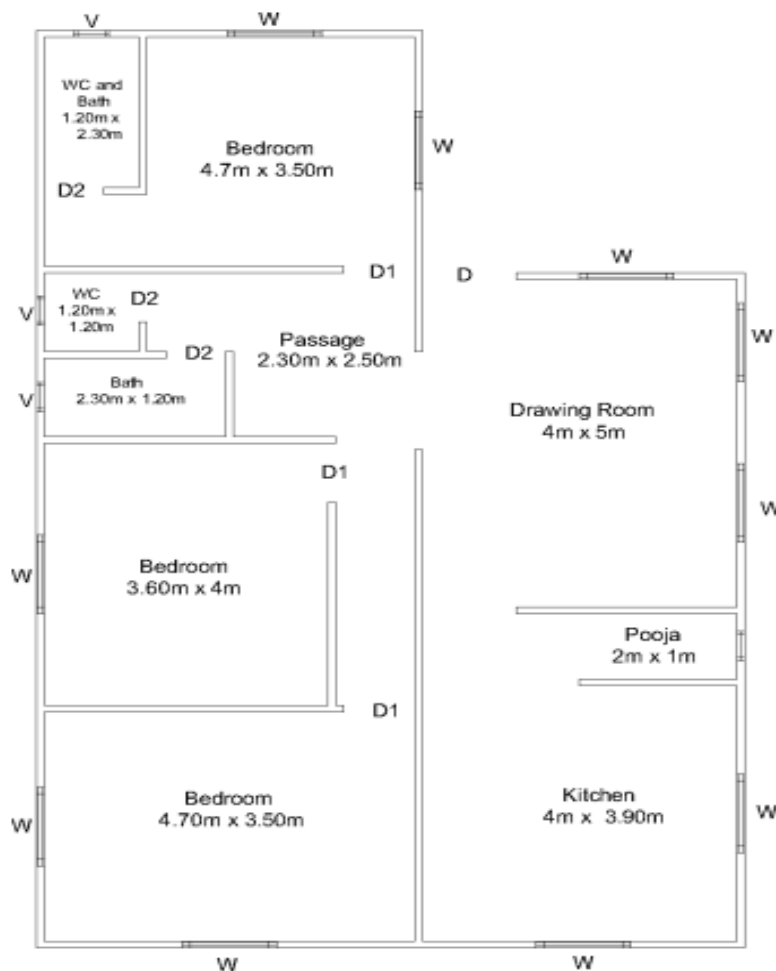 V
W
WC and
Bath
1.20m x
2.30m
Bedroom
4.7m x 3.50m
W
D2
D1
D
W
WC
1.20m x
1.20m
D2
V
Passage
2.30m x 2.50m
W
D2
Bath
2.30m x 1.20m
V
Drawing Room
4m x 5m
D1
W
Bedroom
3.60m x 4m
W
Pooja
2m x 1m
D1
Bedroom
4.70m x 3.50m
Kitchen
4m x 3.90m
W
W
W
W